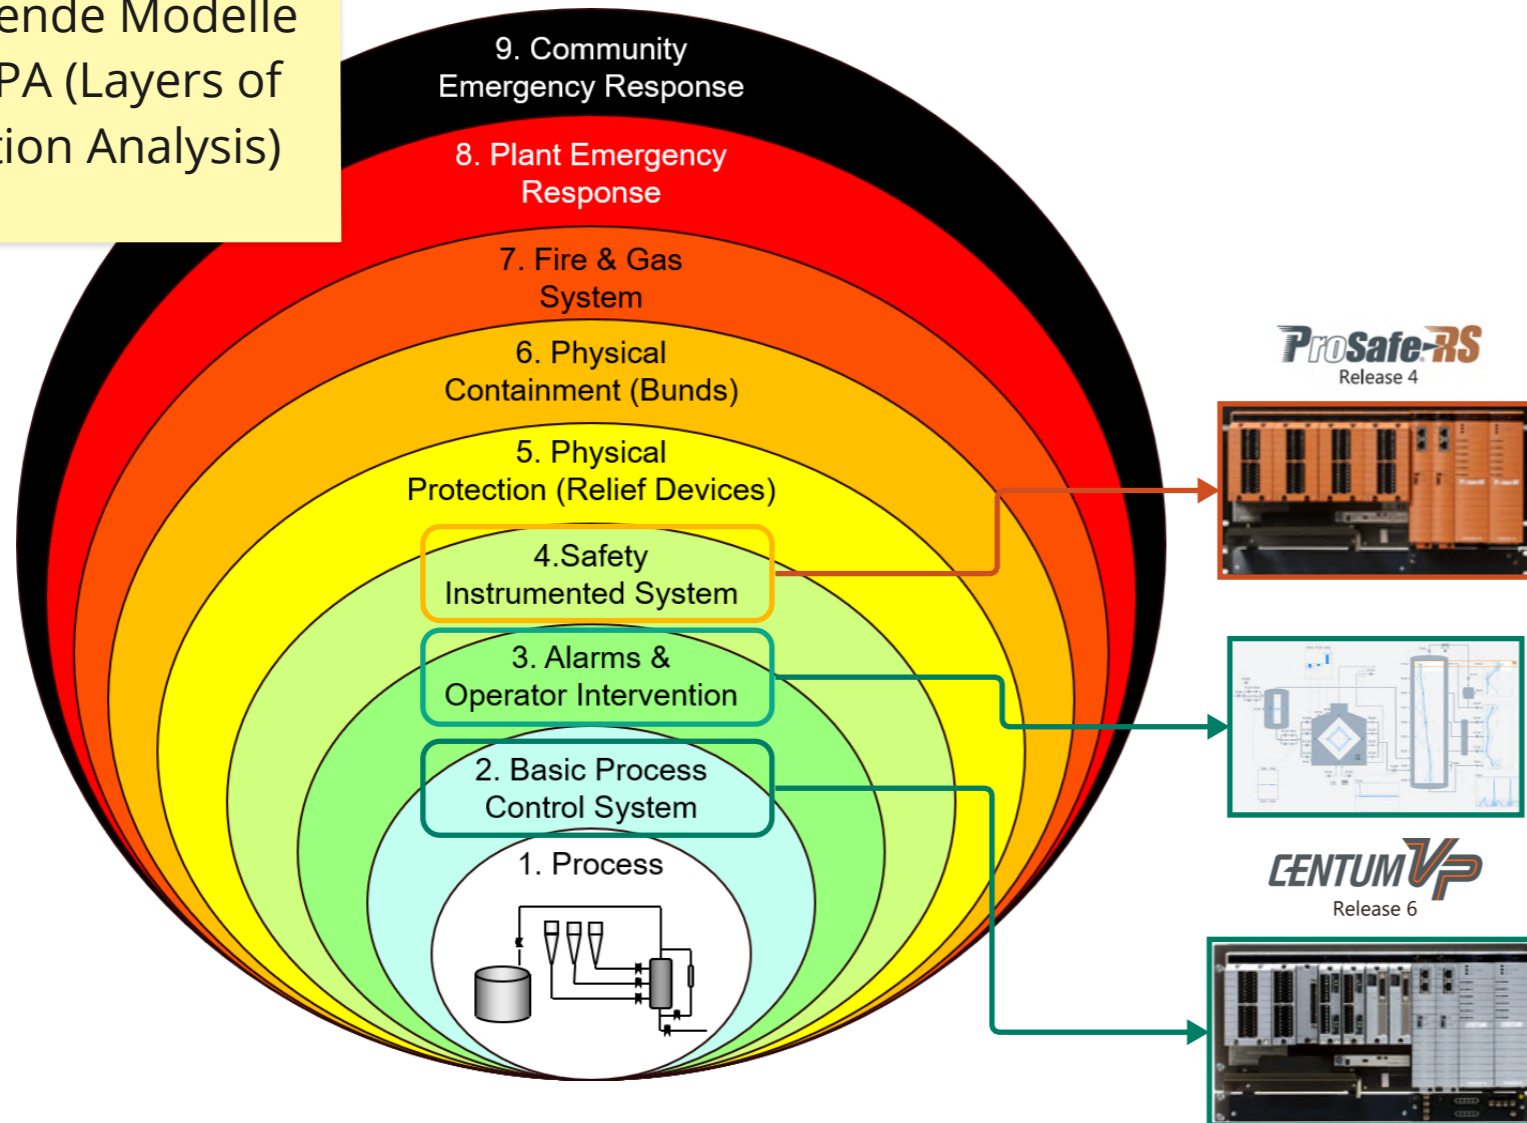 ende Modelle
PA (Layers of
tion Analysis)
9. Community
Emergency Response
8. Plant Emergency
Response
7. Fire & Gas
System
6. Physical
Containment (Bunds)
5. Physical
Protection (Relief Devices)
4.Safety
Instrumented System
3. Alarms &
Operator Intervention
2. Basic Process
Control System
1. Process
ProSafe-RS
Release 4
CENTUM VP
Release 6